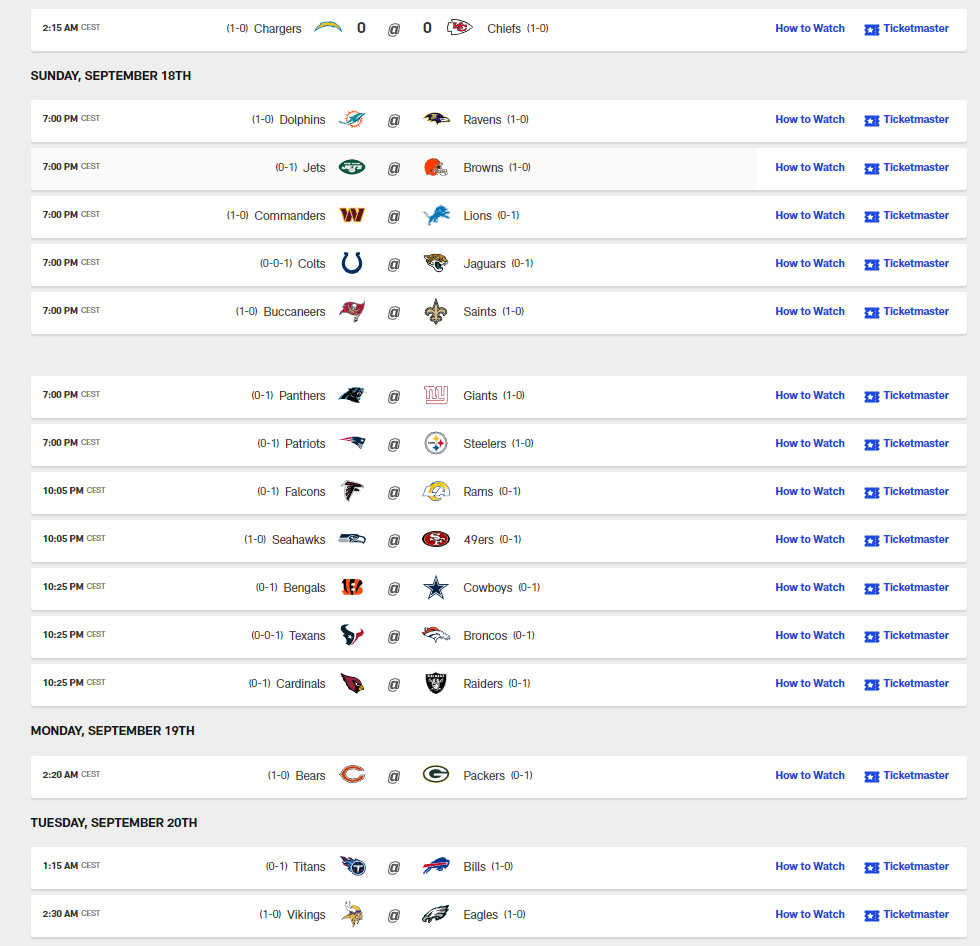 2:15 AM CEST (1-0) Chargers 0 @ 0 Chiefs (1-0) How to Watch Ticketmaster
SUNDAY, SEPTEMBER 18TH
7:00 PM CEST (1-0) Dolphins @ Ravens (1-0) How to Watch Ticketmaster
7:00 PM CEST (0-1) Jets JETS @ Browns (1-0) How to Watch Ticketmaster
7:00 PM CEST (1-0) Commanders W @ Lions (0-1) How to Watch Ticketmaster
7:00 PM CEST (0-0-1) Colts @ Jaguars (0-1) How to Watch Ticketmaster
7:00 PM CEST (1-0) Buccaneers @ Saints (1-0) How to Watch Ticketmaster
7:00 PM CEST (0-1) Panthers @ ny Giants (1-0) How to Watch Ticketmaster
7:00 PM CEST (0-1) Patriots @ Steelers (1-0) How to Watch Ticketmaster
10:05 PM CEST (0-1) Falcons @ Rams (0-1) How to Watch Ticketmaster
10:05 PM CEST (1-0) Seahawks @ SF 49ers (0-1) How to Watch Ticketmaster
10:25 PM CEST (0-1) Bengals B @ Cowboys (0-1) How to Watch Ticketmaster
10:25 PM CEST (0-0-1) Texans @ Broncos (0-1) How to Watch Ticketmaster
10:25 PM CEST (0-1) Cardinals @ RAIDERS Raiders (0-1) How to Watch Ticketmaster
MONDAY, SEPTEMBER 19TH
2:20 AM CEST (1-0) Bears C @ G Packers (0-1) How to Watch Ticketmaster
TUESDAY, SEPTEMBER 20TH
1:15 AM CEST (0-1) Titans T @ Bills (1-0) How to Watch Ticketmaster
2:30 AM CEST (1-0) Vikings @ Eagles (1-0) How to Watch Ticketmaster